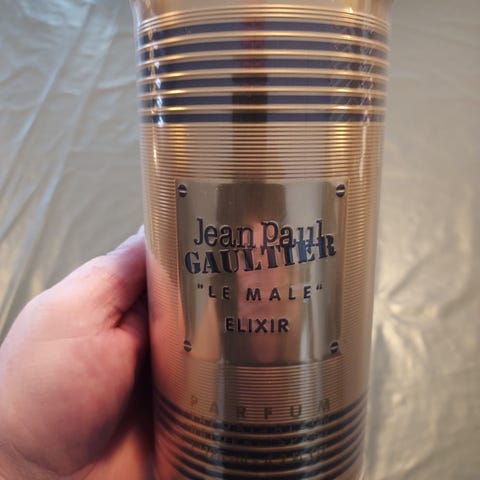 Jean Paul
GAULTIER
"LE MALE"
ELIXIR
PARFUM